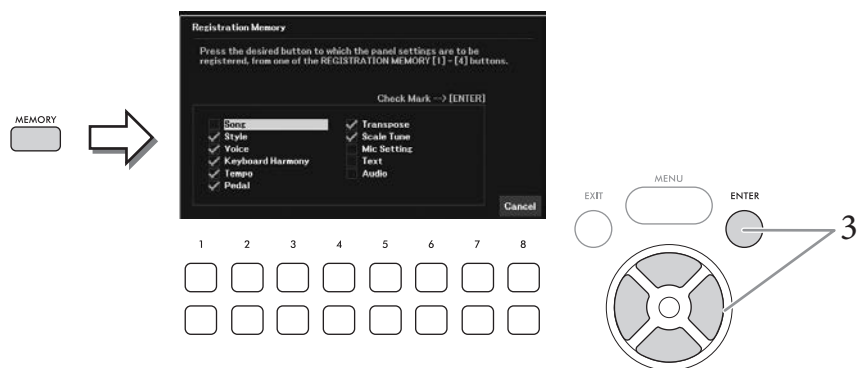 Registration Memory
Press the desired button to which the panel settings are to be
registered, from one of the REGISTRATION MEMORY [1] - [4] buttons.
Check Mark --> [ENTER]
MEMORY
Song
Style
Voice
Keyboard Harmony
Tempo
Pedal
Transpose
Scale Tune
Mic Setting
Text
Audio
Cancel
EXIT
MENU
ENTER
3
1 2 3 4 5 6 7 8